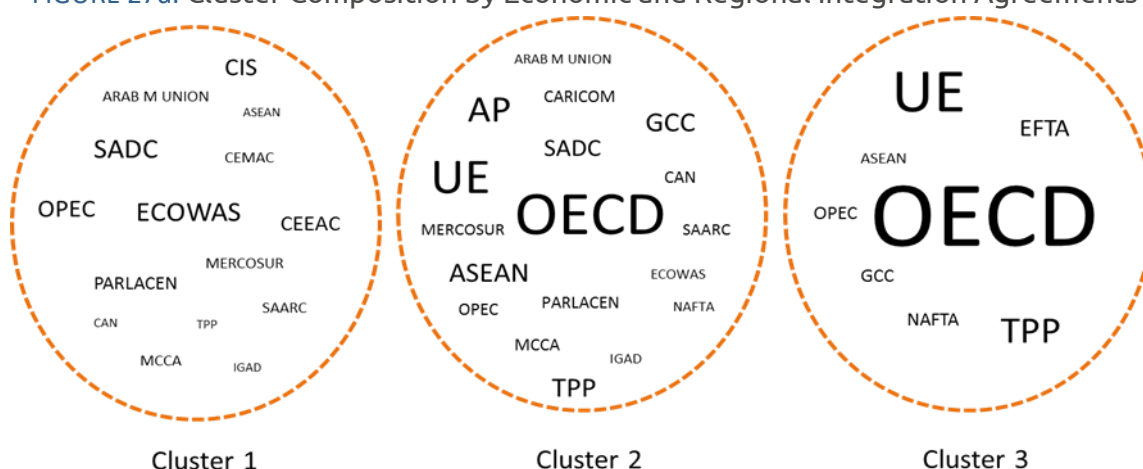 FIGURE 27a. Cluster Composition by Economic and Regional Integration Agreements
CIS
ARAB M UNION
ASEAN
SADC
CEMAC
OPEC
ECOWAS
CEEAC
MERCOSUR
PARLACEN
SAARC
CAN
TPP
MCCA
IGAD
Cluster 1
ARAB M UNION
CARICOM
AP
GCC
SADC
UE
CAN
OECD
MERCOSUR
SAARC
ASEAN
ECOWAS
OPEC
PARLACEN
NAFTA
MCCA
IGAD
TPP
Cluster 2
UE
EFTA
ASEAN
OPEC
OECD
GCC
NAFTA
TPP
Cluster 3